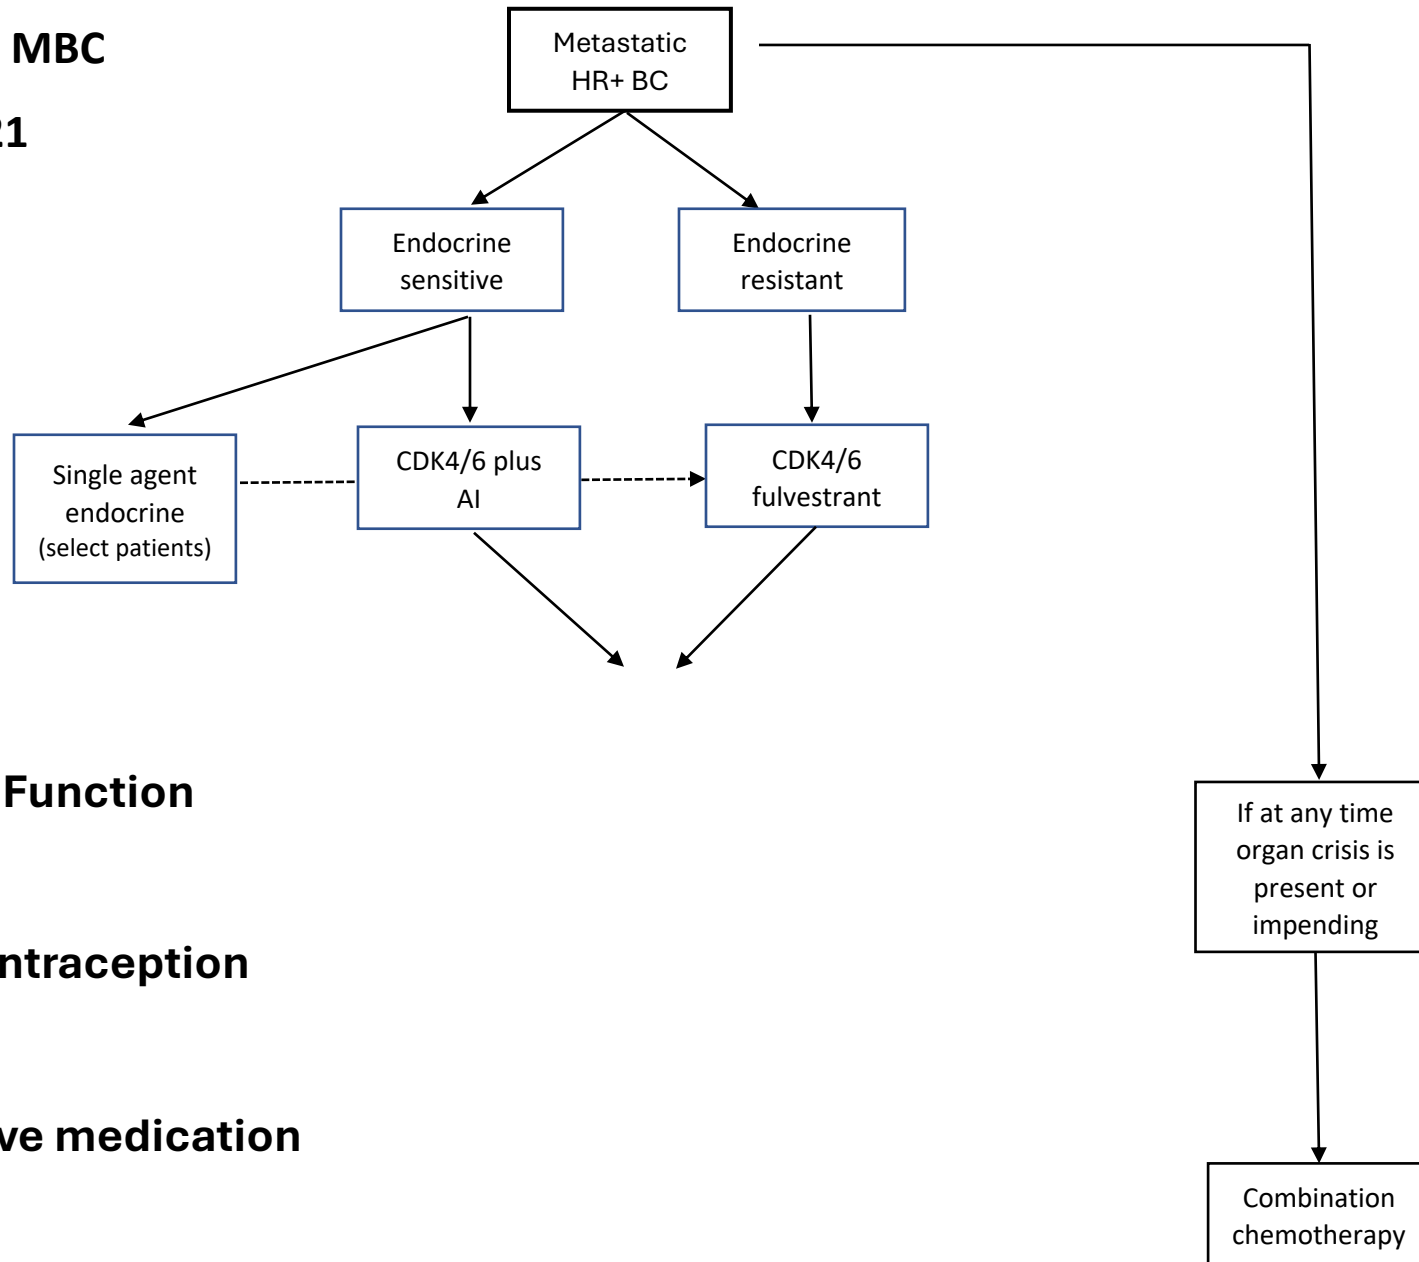 MBC
Metastatic
HR+ BC
21
Endocrine
sensitive
Endocrine
resistant
Single agent
endocrine
(select patients)
CDK4/6 plus
AI
CDK4/6
fulvestrant
Function
If at any time
organ crisis is
present or
impending
ntraception
ve medication
Combination
chemotherapy